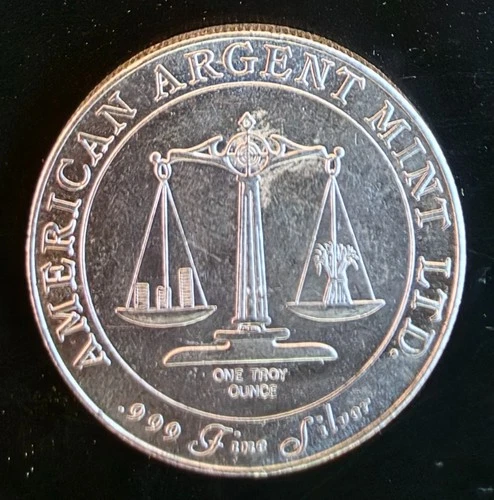 AMERICAN ARGENT MINT LTD.
ONE TROY
OUNCE
.999 Fine Silver